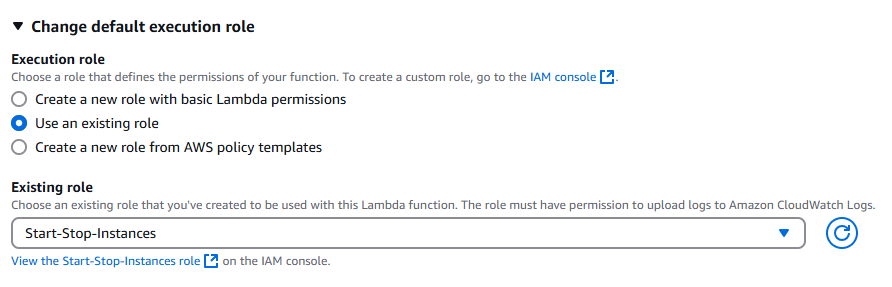 Change default execution role
Execution role
Choose a role that defines the permissions of your function. To create a custom role, go to the IAM console.
Create a new role with basic Lambda permissions
Use an existing role
Create a new role from AWS policy templates
Existing role
Choose an existing role that you've created to be used with this Lambda function. The role must have permission to upload logs to Amazon CloudWatch Logs.
Start-Stop-Instances
View the Start-Stop-Instances role on the IAM console.